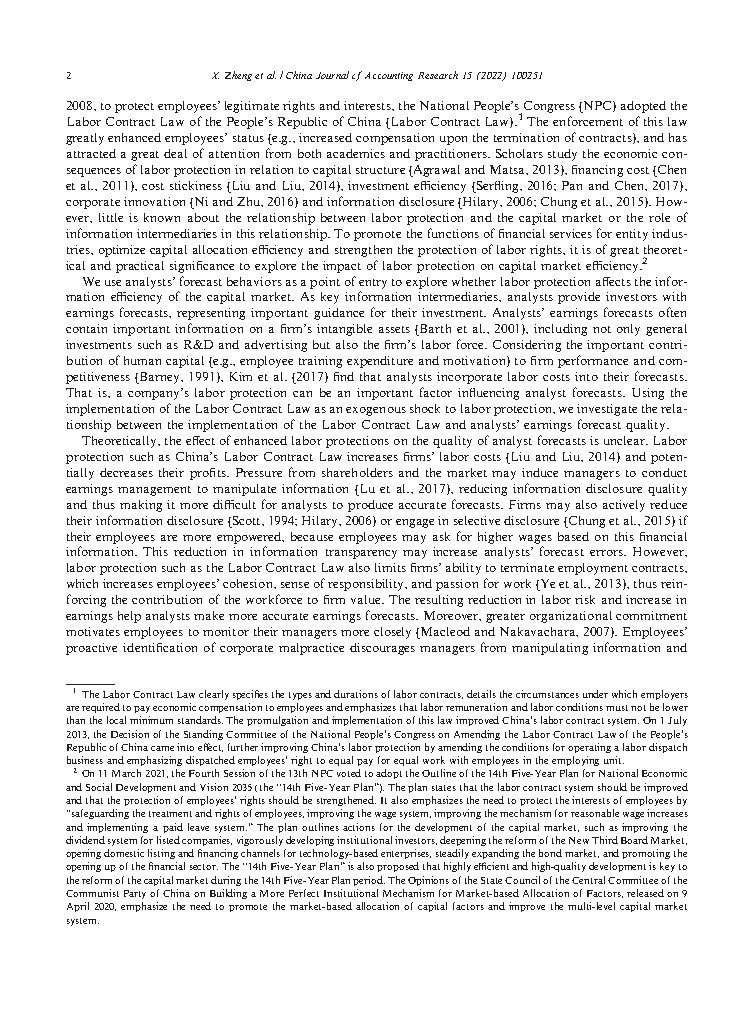 2
X. Zheng et al. / China Journal of Accounting Research 15 (2022) 100251
2008, to protect employees' legitimate rights and interests, the National People's Congress (NPC) adopted the
Labor Contract Law of the People's Republic of China (Labor Contract Law).1 The enforcement of this law
greatly enhanced employees' status (e.g., increased compensation upon the termination of contracts), and has
attracted a great deal of attention from both academics and practitioners. Scholars study the economic con-
sequences of labor protection in relation to capital structure (Agrawal and Matsa, 2013), financing cost (Chen
et al., 2011), cost stickiness (Liu and Liu, 2014), investment efficiency (Serfling, 2016; Pan and Chen, 2017),
corporate innovation (Ni and Zhu, 2016) and information disclosure (Hilary, 2006; Chung et al., 2015). How-
ever, little is known about the relationship between labor protection and the capital market or the role of
information intermediaries in this relationship. To promote the functions of financial services for entity indus-
tries, optimize capital allocation efficiency and strengthen the protection of labor rights, it is of great theoret-
ical and practical significance to explore the impact of labor protection on capital market efficiency.2
We use analysts' forecast behaviors as a point of entry to explore whether labor protection affects the infor-
mation efficiency of the capital market. As key information intermediaries, analysts provide investors with
earnings forecasts, representing important guidance for their investment. Analysts' earnings forecasts often
contain important information on a firm's intangible assets (Barth et al., 2001), including not only general
investments such as R&D and advertising but also the firm's labor force. Considering the important contri-
bution of human capital (e.g., employee training expenditure and motivation) to firm performance and com-
petitiveness (Barney, 1991), Kim et al. (2017) find that analysts incorporate labor costs into their forecasts.
That is, a company's labor protection can be an important factor influencing analyst forecasts. Using the
implementation of the Labor Contract Law as an exogenous shock to labor protection, we investigate the rela-
tionship between the implementation of the Labor Contract Law and analysts' earnings forecast quality.
Theoretically, the effect of enhanced labor protections on the quality of analyst forecasts is unclear. Labor
protection such as China's Labor Contract Law increases firms' labor costs (Liu and Liu, 2014) and poten-
tially decreases their profits. Pressure from shareholders and the market may induce managers to conduct
earnings management to manipulate information (Lu et al., 2017), reducing information disclosure quality
and thus making it more difficult for analysts to produce accurate forecasts. Firms may also actively reduce
their information disclosure (Scott, 1994; Hilary, 2006) or engage in selective disclosure (Chung et al., 2015) if
their employees are more empowered, because employees may ask for higher wages based on this financial
information. This reduction in information transparency may increase analysts' forecast errors. However,
labor protection such as the Labor Contract Law also limits firms' ability to terminate employment contracts,
which increases employees' cohesion, sense of responsibility, and passion for work (Ye et al., 2013), thus rein-
forcing the contribution of the workforce to firm value. The resulting reduction in labor risk and increase in
earnings help analysts make more accurate earnings forecasts. Moreover, greater organizational commitment
motivates employees to monitor their managers more closely (Macleod and Nakavachara, 2007). Employees'
proactive identification of corporate malpractice discourages managers from manipulating information and
1 The Labor Contract Law clearly specifies the types and durations of labor contracts, details the circumstances under which employers
are required to pay economic compensation to employees and emphasizes that labor remuneration and labor conditions must not be lower
than the local minimum standards. The promulgation and implementation of this law improved China's labor contract system. On 1 July
2013, the Decision of the Standing Committee of the National People's Congress on Amending the Labor Contract Law of the People's
Republic of China came into effect, further improving China's labor protection by amending the conditions for operating a labor dispatch
business and emphasizing dispatched employees' right to equal pay for equal work with employees in the employing unit.
2 On 11 March 2021, the Fourth Session of the 13th NPC voted to adopt the Outline of the 14th Five-Year Plan for National Economic
and Social Development and Vision 2035 (the "14th Five-Year Plan"). The plan states that the labor contract system should be improved
and that the protection of employees' rights should be strengthened. It also emphasizes the need to protect the interests of employees by
"safeguarding the treatment and rights of employees, improving the wage system, improving the mechanism for reasonable wage increases
and implementing a paid leave system." The plan outlines actions for the development of the capital market, such as improving the
dividend system for listed companies, vigorously developing institutional investors, deepening the reform of the New Third Board Market,
opening domestic listing and financing channels for technology-based enterprises, steadily expanding the bond market, and promoting the
opening up of the financial sector. The "14th Five-Year Plan" is also proposed that highly efficient and high-quality development is key to
the reform of the capital market during the 14th Five-Year Plan period. The Opinions of the State Council of the Central Committee of the
Communist Party of China on Building a More Perfect Institutional Mechanism for Market-based Allocation of Factors, released on 9
April 2020, emphasize the need to promote the market-based allocation of capital factors and improve the multi-level capital market
system.